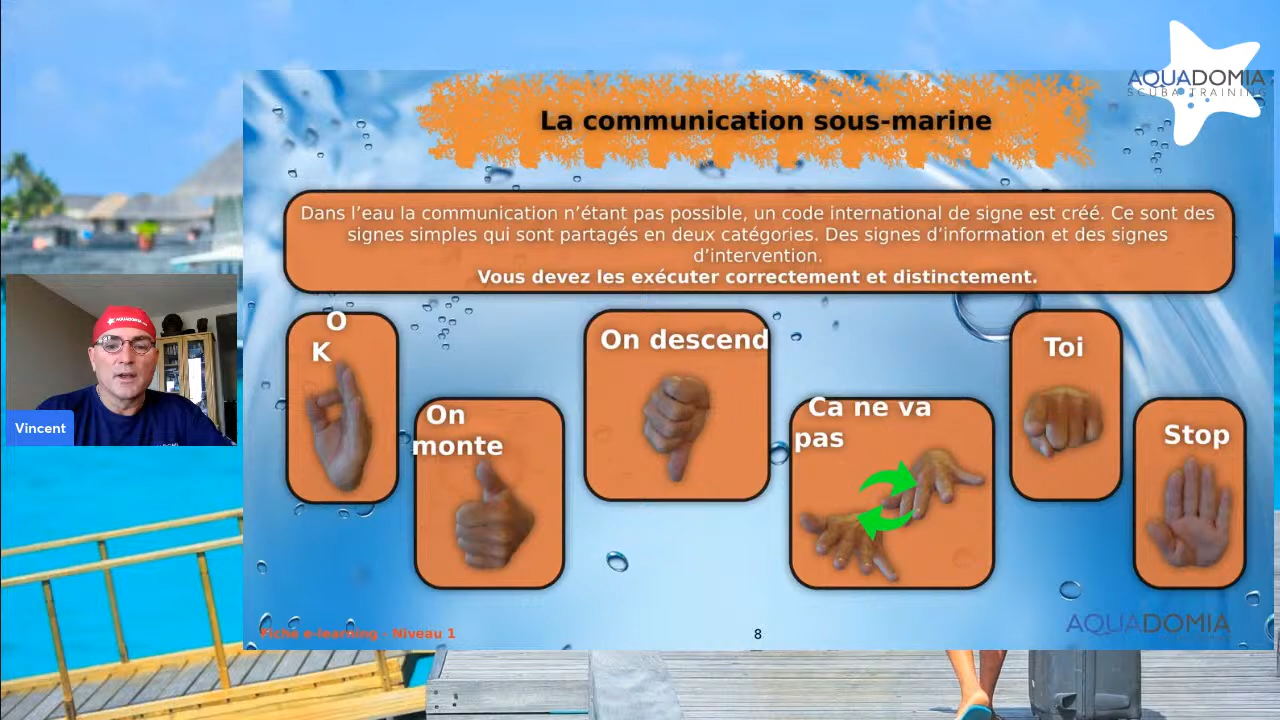 AQUADOMIA
SCUBA TRAINING
La communication sous-marine
Dans l’eau la communication n’étant pas possible, un code international de signe est créé. Ce sont des
signes simples qui sont partagés en deux catégories. Des signes d’information et des signes
d’intervention.
Vous devez les exécuter correctement et distinctement.
O
K
On
monte
On descend
Ca ne va
pas
Toi
Stop
Vincent
Fiche e-learning - Niveau 1
8
AQUADOMIA